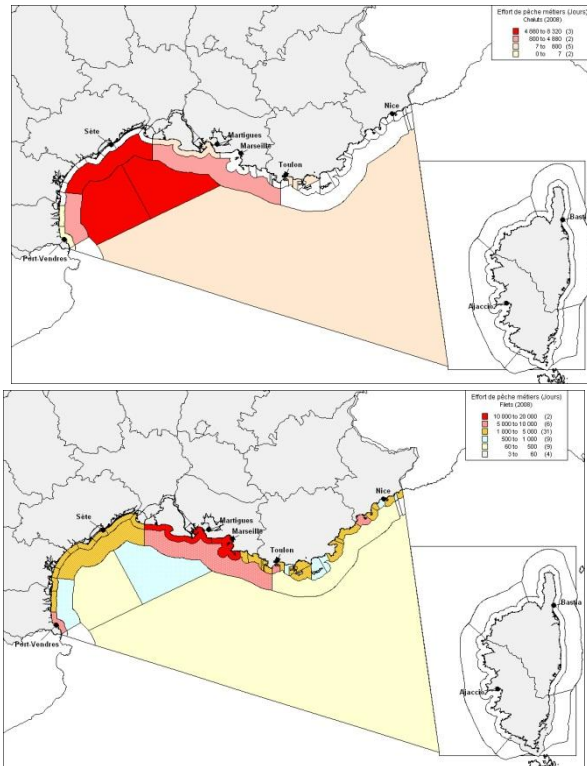 Effort de pêche métiers (Jours)
Chaluts (2008)
4 880 to 8 320 (3)
800 to 4 880 (2)
7 to 800 (5)
0 to 7 (2)
Nice
Sète
Martigues
Marseille
Toulon
Port-Vendres
Bastia
Ajaccio
Effort de pêche métiers (Jours)
Filets (2008)
10 000 to 20 000 (2)
5 000 to 10 000 (6)
1 000 to 5 000 (31)
500 to 1 000 (9)
60 to 500 (9)
3 to 60 (4)
Nice
Sète
Martigues
Marseille
Toulon
Port-Vendres
Bastia
Ajaccio